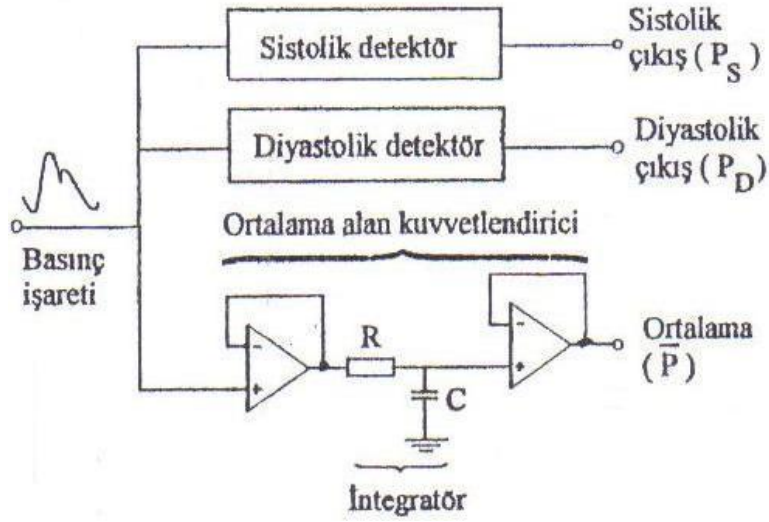 Sistolik detektör
Sistolik
çıkış ( P_S )
Diyastolik detektör
Diyastolik
çıkış ( P_D )
Ortalama alan kuvvetlendirici
Basınç
işareti
-
+
R
C
-
+
Ortalama
( P̅ )
İntegratör